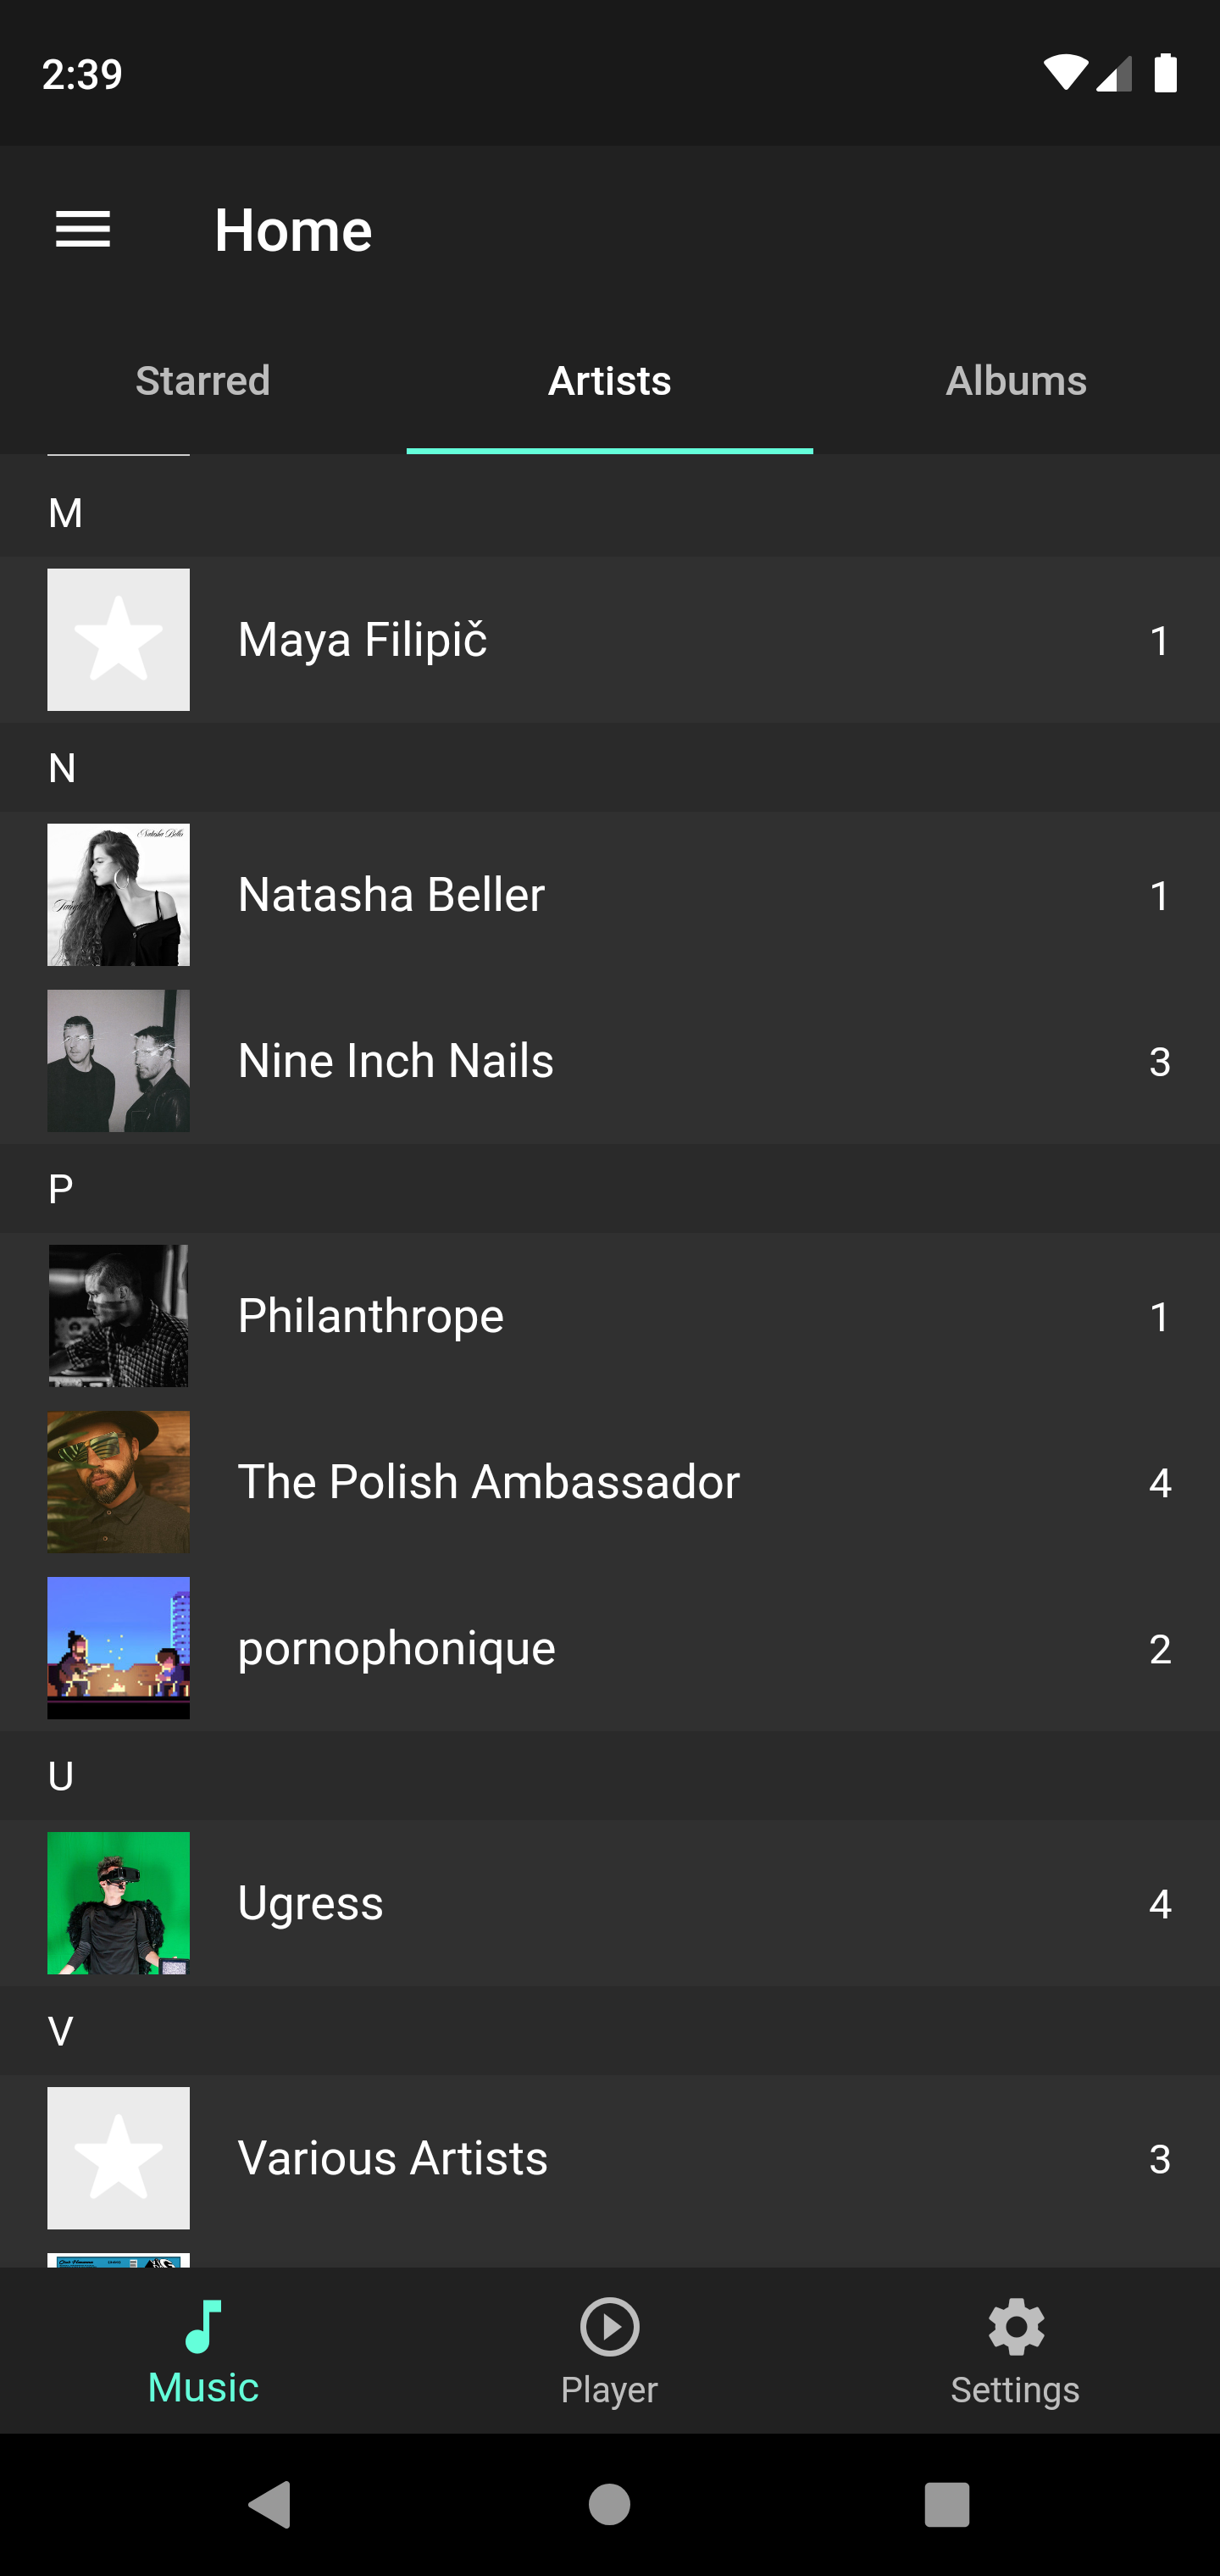 2:39
Home
Starred
Artists
Albums
M
Maya Filipič
1
N
Natasha Beller
1
Nine Inch Nails
3
P
Philanthrope
1
The Polish Ambassador
4
pornophonique
2
U
Ugress
4
V
Various Artists
3
Music
Player
Settings